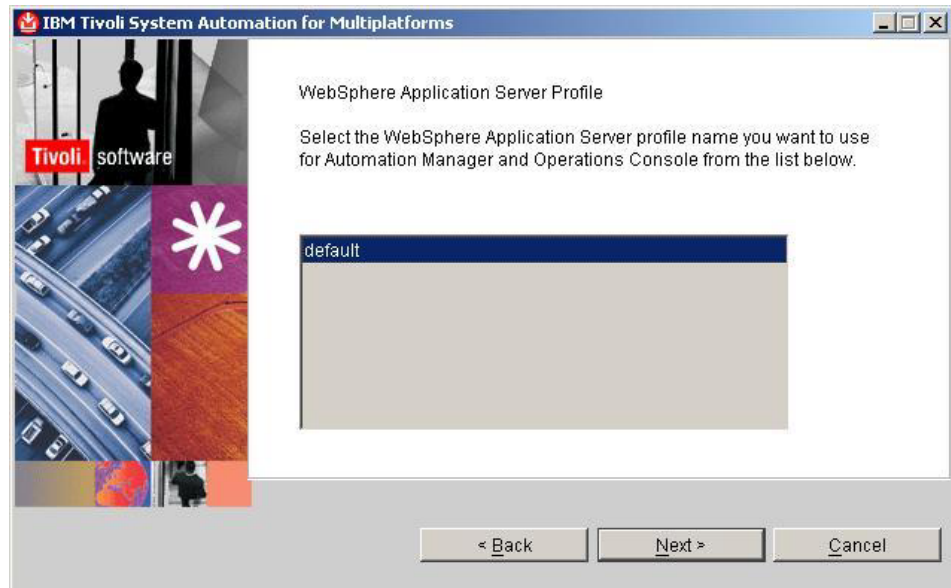 IBM Tivoli System Automation for Multiplatforms
Tivoli software
WebSphere Application Server Profile
Select the WebSphere Application Server profile name you want to use
for Automation Manager and Operations Console from the list below.
default
< Back Next > Cancel